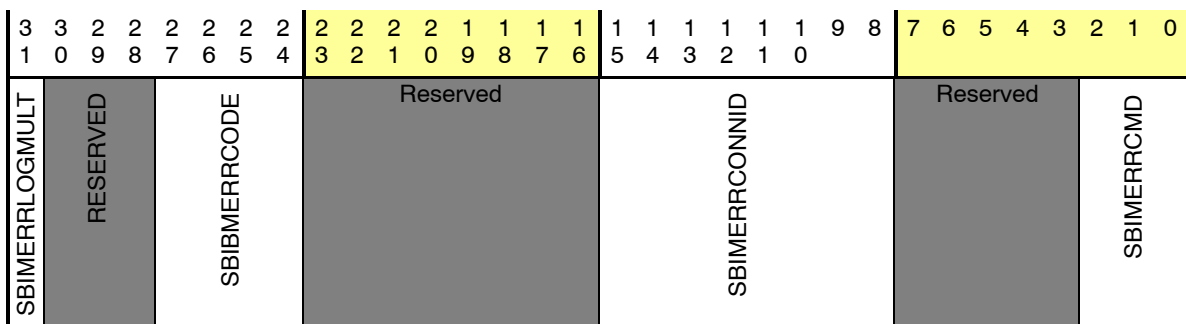 3 3 2 2 2 2 2 2 2 2 2 2 1 1 1 1 1 1 1 1 1 1 9 8 7 6 5 4 3 2 1 0
1 0 9 8 7 6 5 4 3 2 1 0 9 8 7 6 5 4 3 2 1 0
SBIMERRLOGMULT
RESERVED
SBIBMERRCODE
Reserved
SBIMERRCONNID
Reserved
SBIMERRCMD